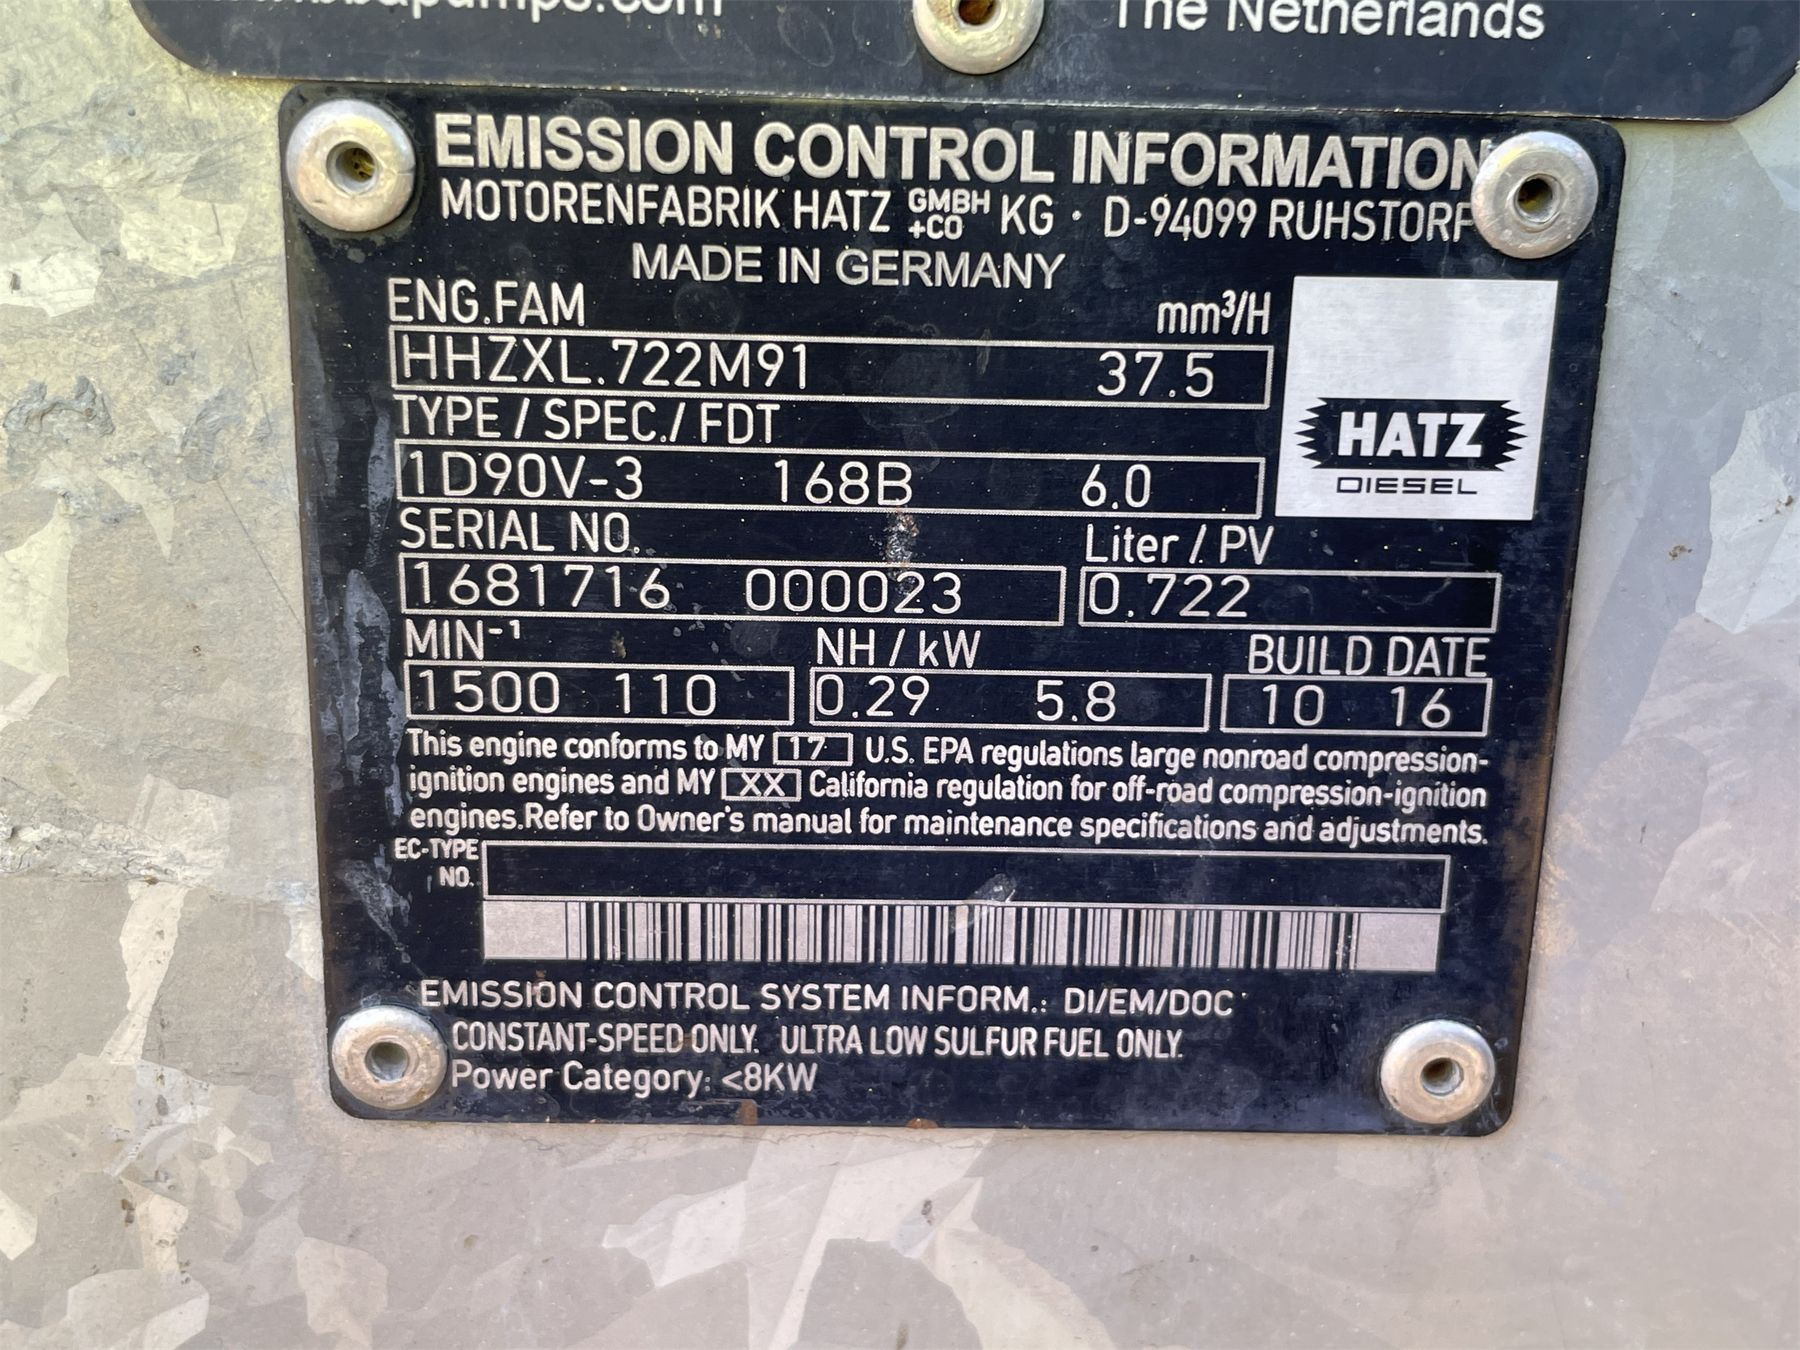 The Netherlands
EMISSION CONTROL INFORMATION
MOTORENFABRIK HATZ GMBH +CO KG · D-94099 RUHSTORF
MADE IN GERMANY
ENG.FAM mm³/H
HHZXL.722M91 37.5
TYPE / SPEC./ FDT
1D90V-3 168B 6.0
HATZ
DIESEL
SERIAL NO. Liter / PV
1681716 000023 0.722
MIN⁻¹ NH / kW BUILD DATE
1500 110 0.29 5.8 10 16
This engine conforms to MY 17 U.S. EPA regulations large nonroad compression-
ignition engines and MY XX California regulation for off-road compression-ignition
engines.Refer to Owner's manual for maintenance specifications and adjustments.
EC-TYPE
NO.
EMISSION CONTROL SYSTEM INFORM.: DI/EM/DOC
CONSTANT-SPEED ONLY. ULTRA LOW SULFUR FUEL ONLY.
Power Category: <8KW